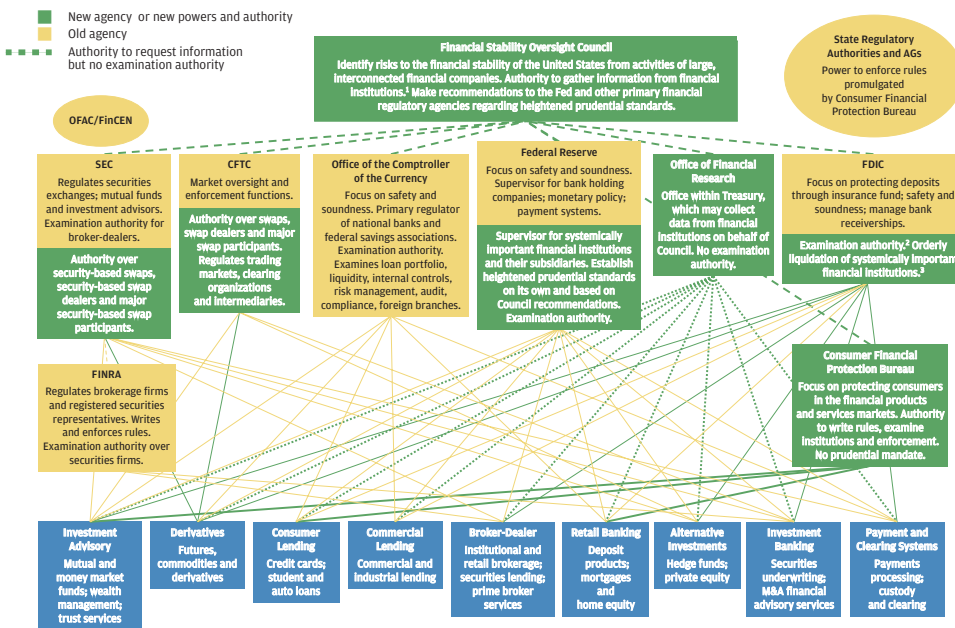 New agency or new powers and authority
Old agency
Authority to request information
but no examination authority
Financial Stability Oversight Council
Identify risks to the financial stability of the United States from activities of large,
interconnected financial companies. Authority to gather information from financial
institutions.¹ Make recommendations to the Fed and other primary financial
regulatory agencies regarding heightened prudential standards.
State Regulatory
Authorities and AGs
Power to enforce rules
promulgated
by Consumer Financial
Protection Bureau
OFAC/FinCEN
SEC
Regulates securities
exchanges; mutual funds
and investment advisors.
Examination authority for
broker-dealers.
Authority over
security-based swaps,
security-based swap
dealers and major
security-based swap
participants.
CFTC
Market oversight and
enforcement functions.
Authority over swaps,
swap dealers and major
swap participants.
Regulates trading
markets, clearing
organizations
and intermediaries.
Office of the Comptroller
of the Currency
Focus on safety and
soundness. Primary regulator
of national banks and
federal savings associations.
Examination authority.
Examines loan portfolio,
liquidity, internal controls,
risk management, audit,
compliance, foreign branches.
Federal Reserve
Focus on safety and soundness.
Supervisor for bank holding
companies; monetary policy;
payment systems.
Supervisor for systemically
important financial institutions
and their subsidiaries. Establish
heightened prudential standards
on its own and based on
Council recommendations.
Examination authority.
Office of Financial
Research
Office within Treasury,
which may collect
data from financial
institutions on behalf of
Council. No examination
authority.
FDIC
Focus on protecting deposits
through insurance fund; safety and
soundness; manage bank
receiverships.
Examination authority.² Orderly
liquidation of systemically important
financial institutions.³
FINRA
Regulates brokerage firms
and registered securities
representatives. Writes
and enforces rules.
Examination authority over
securities firms.
Consumer Financial
Protection Bureau
Focus on protecting consumers
in the financial products
and services markets. Authority
to write rules, examine
institutions and enforcement.
No prudential mandate.
Investment
Advisory
Mutual and
money market
funds; wealth
management;
trust services
Derivatives
Futures,
commodities and
derivatives
Consumer
Lending
Credit cards;
student and
auto loans
Commercial
Lending
Commercial and
industrial lending
Broker-Dealer
Institutional and
retail brokerage;
securities lending;
prime broker
services
Retail Banking
Deposit
products;
mortgages
and
home equity
Alternative
Investments
Hedge funds;
private equity
Investment
Banking
Securities
underwriting;
M&A financial
advisory services
Payment and
Clearing Systems
Payments
processing;
custody
and clearing